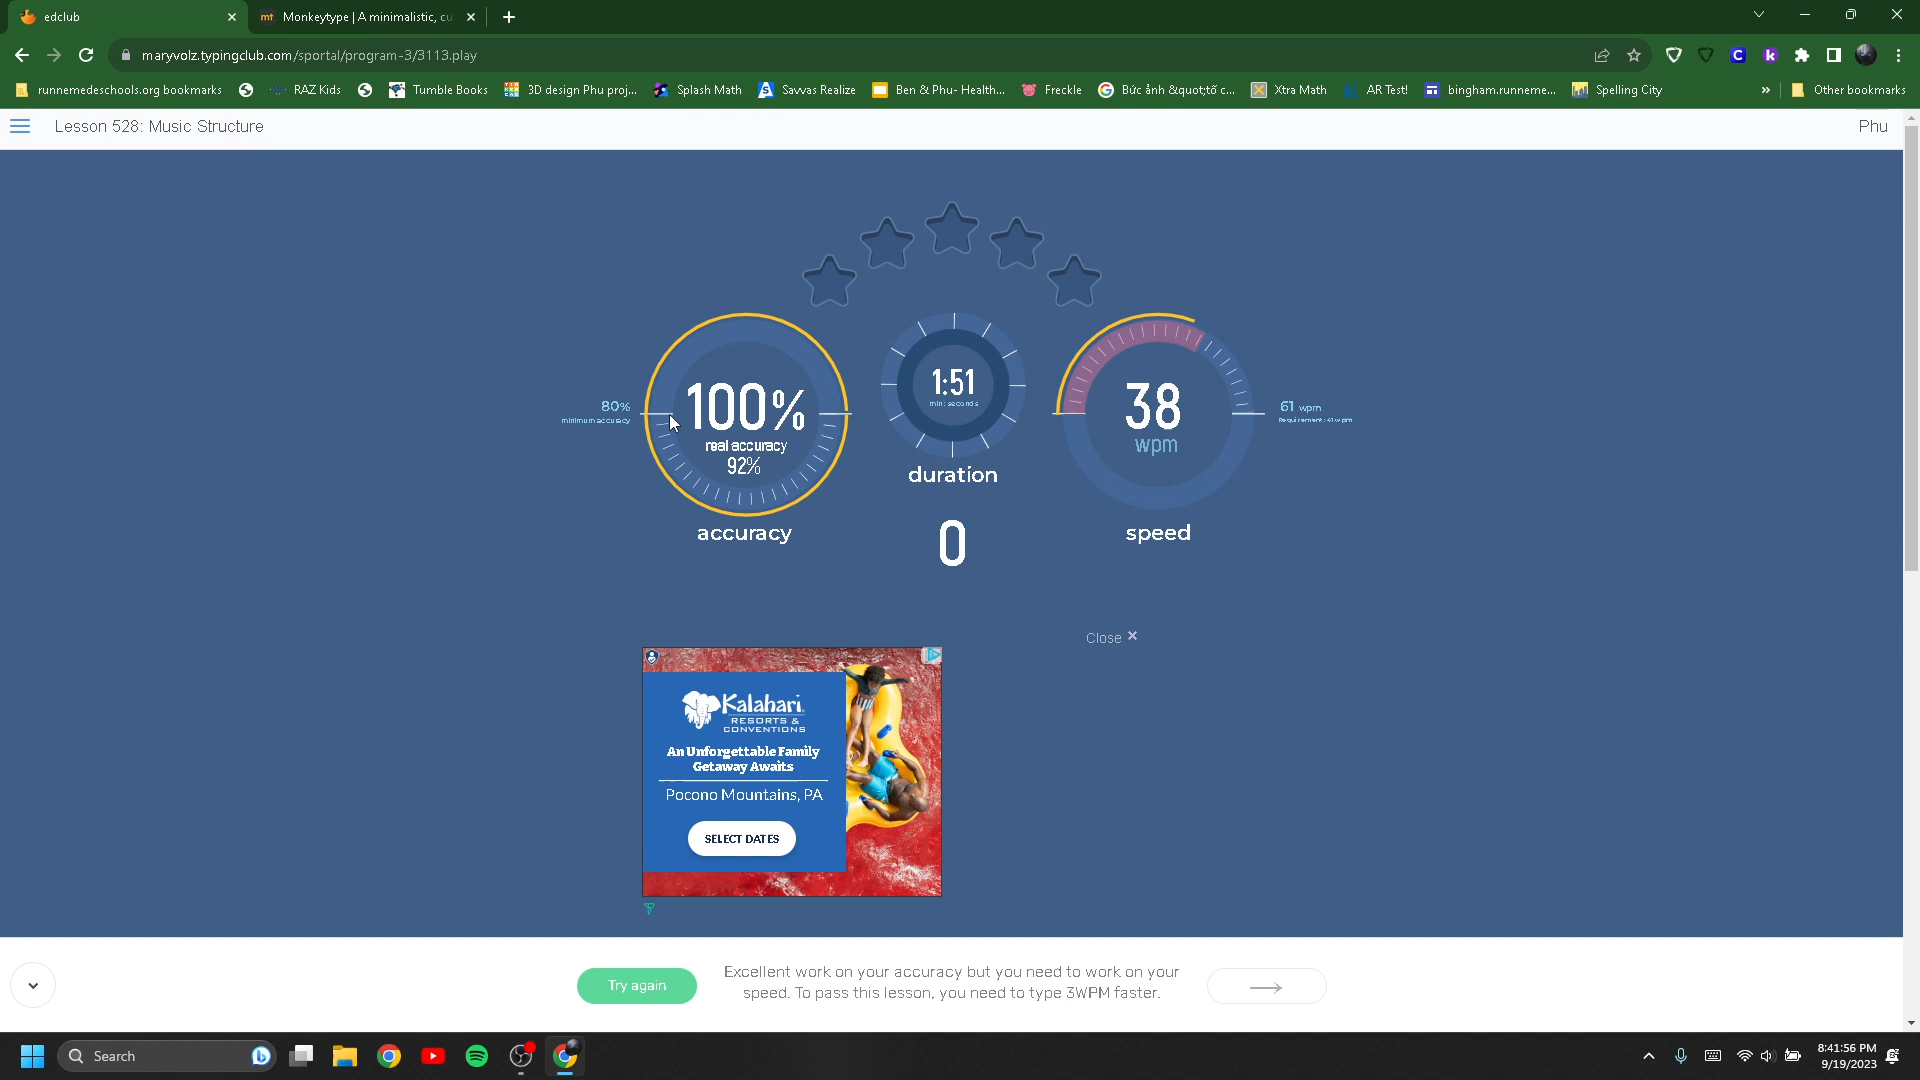 edclub
mt Monkeytype | A minimalistic, cu
maryvolz.typingclub.com/sportal/program-3/3113.play
runnemedeschools.org bookmarks
RAZ Kids
Tumble Books
3D design Phu proj...
Splash Math
Savvas Realize
Ben & Phu- Health...
Freckle
Bức ảnh &quot;tố c...
Xtra Math
AR Test!
bingham.runneme...
Spelling City
»
Other bookmarks
Lesson 528: Music Structure
Phu
80%
minimum accuracy
100%
real accuracy
92%
accuracy
1:51
min: seconds
duration
0
38
wpm
speed
61 wpm
Requirement: 41 wpm
Close ×
Kalahari
RESORTS &
CONVENTIONS
An Unforgettable Family
Getaway Awaits
Pocono Mountains, PA
SELECT DATES
Try again
Excellent work on your accuracy but you need to work on your
speed. To pass this lesson, you need to type 3WPM faster.
Search
8:41:56 PM
9/19/2023